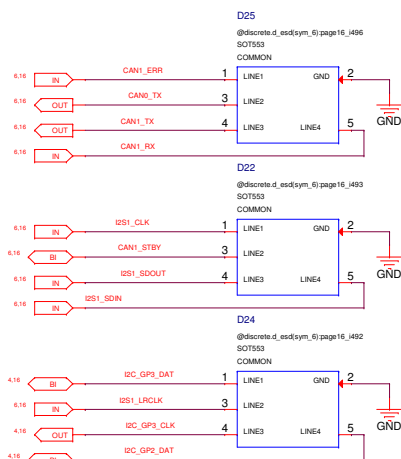 D25
@discrete.d_esd(sym_6):page16_i496
SOT553
COMMON
6,16 IN CAN1_ERR 1 LINE1 GND 2
6,16 OUT CAN0_TX 3 LINE2
GND
6,16 OUT CAN1_TX 4 LINE3 LINE4 5
6,16 IN CAN1_RX
D22
@discrete.d_esd(sym_6):page16_i493
SOT553
COMMON
6,16 IN I2S1_CLK 1 LINE1 GND 2
6,16 BI CAN1_STBY 3 LINE2
GND
6,16 IN I2S1_SDOUT 4 LINE3 LINE4 5
6,16 IN I2S1_SDIN
D24
@discrete.d_esd(sym_6):page16_i492
SOT553
COMMON
4,16 BI I2C_GP3_DAT 1 LINE1 GND 2
6,16 IN I2S1_LRCLK 3 LINE2
GND
4,16 OUT I2C_GP3_CLK 4 LINE3 LINE4 5
4,16 BI I2C_GP2_DAT